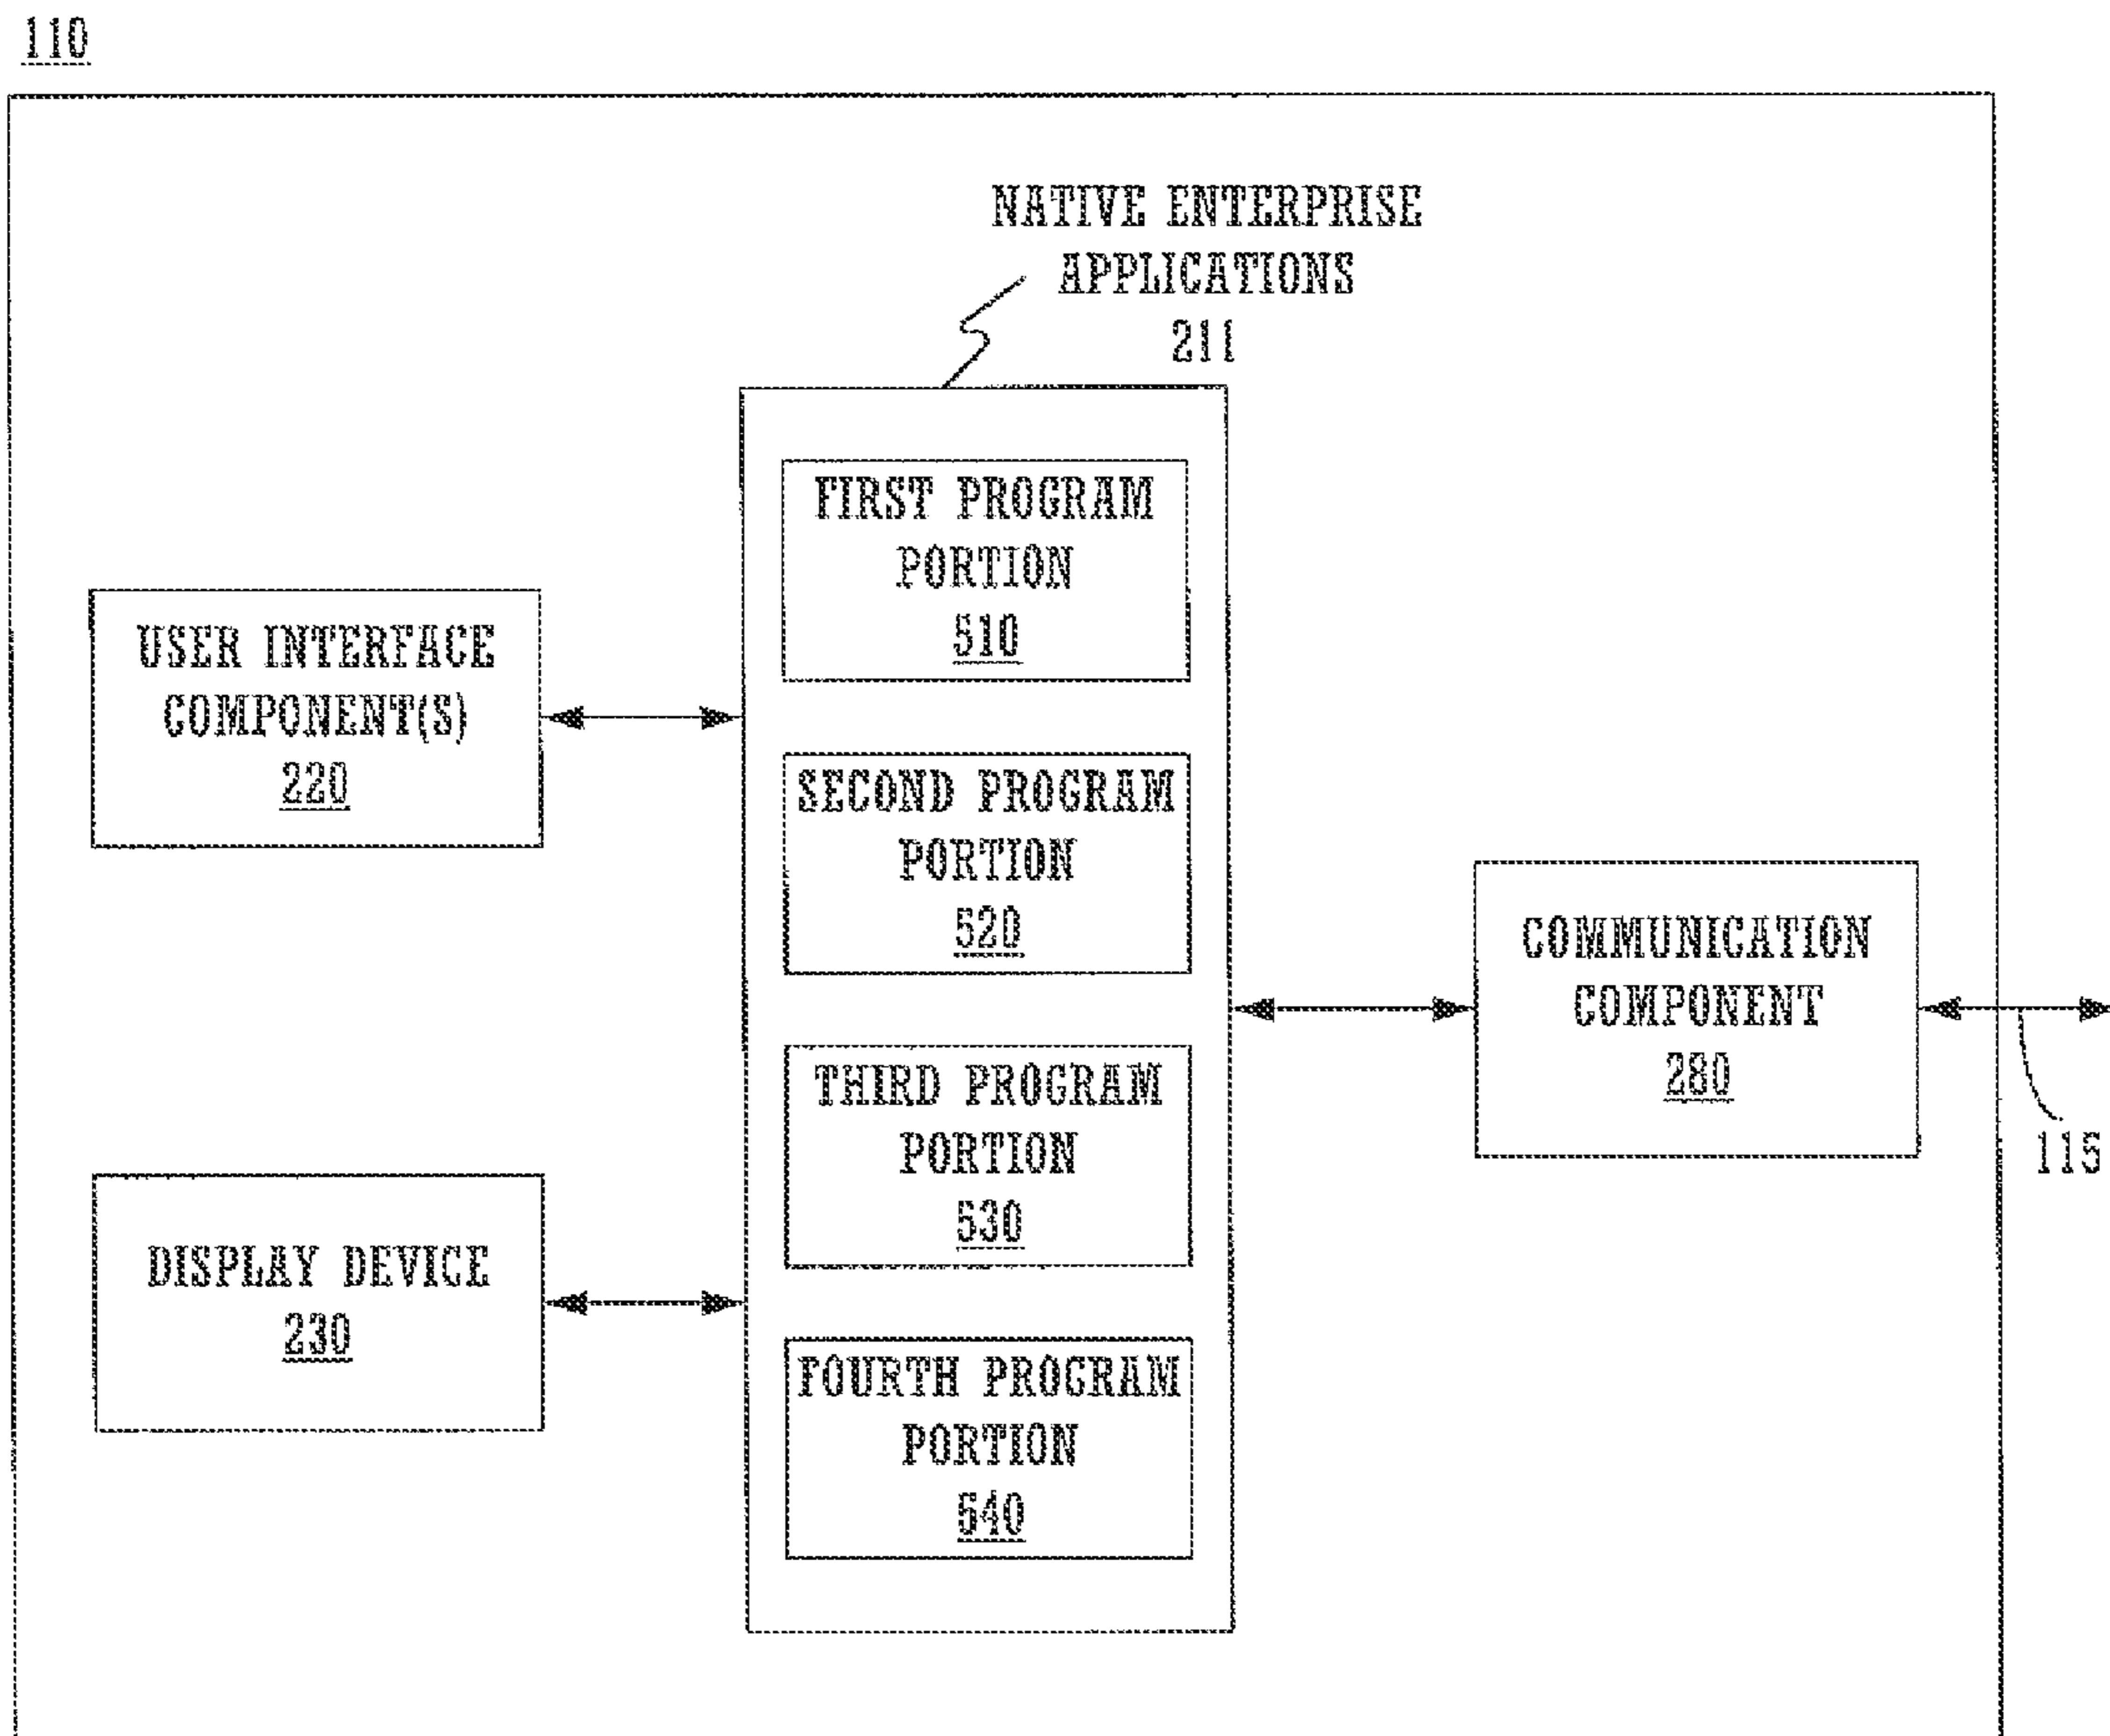 110
NATIVE ENTERPRISE
APPLICATIONS
211
FIRST PROGRAM
PORTION
510
USER INTERFACE
COMPONENT(S)
220
SECOND PROGRAM
PORTION
520
COMMUNICATION
COMPONENT
280
115
THIRD PROGRAM
PORTION
530
DISPLAY DEVICE
230
FOURTH PROGRAM
PORTION
540